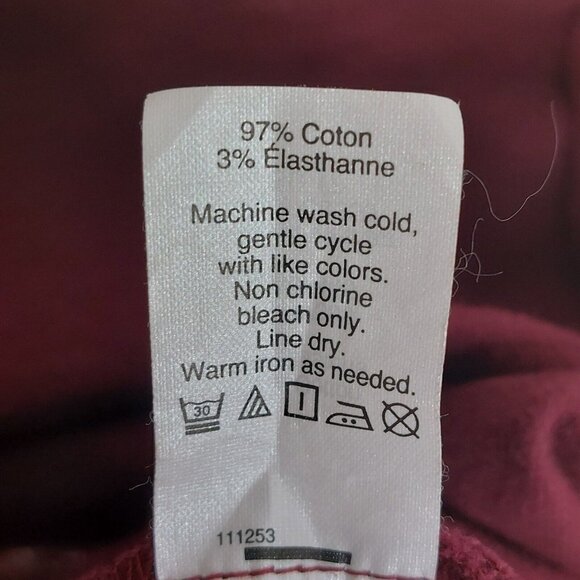 97% Coton
3% Élasthanne
Machine wash cold,
gentle cycle
with like colors.
Non chlorine
bleach only.
Line dry.
Warm iron as needed.
30
111253